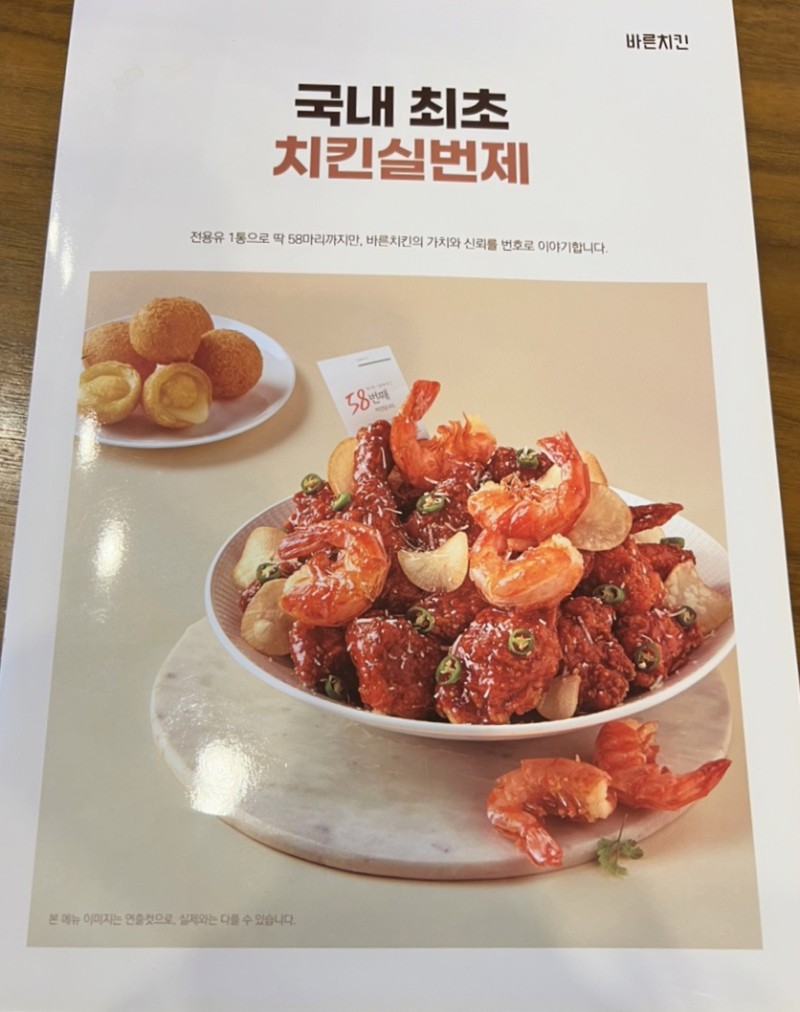 바른치킨
국내 최초
치킨실번제
전용유 1통으로 딱 58마리까지만, 바른치킨의 가치와 신뢰를 번호로 이야기합니다.
58번째
본 메뉴 이미지는 연출컷으로, 실제와는 다를 수 있습니다.